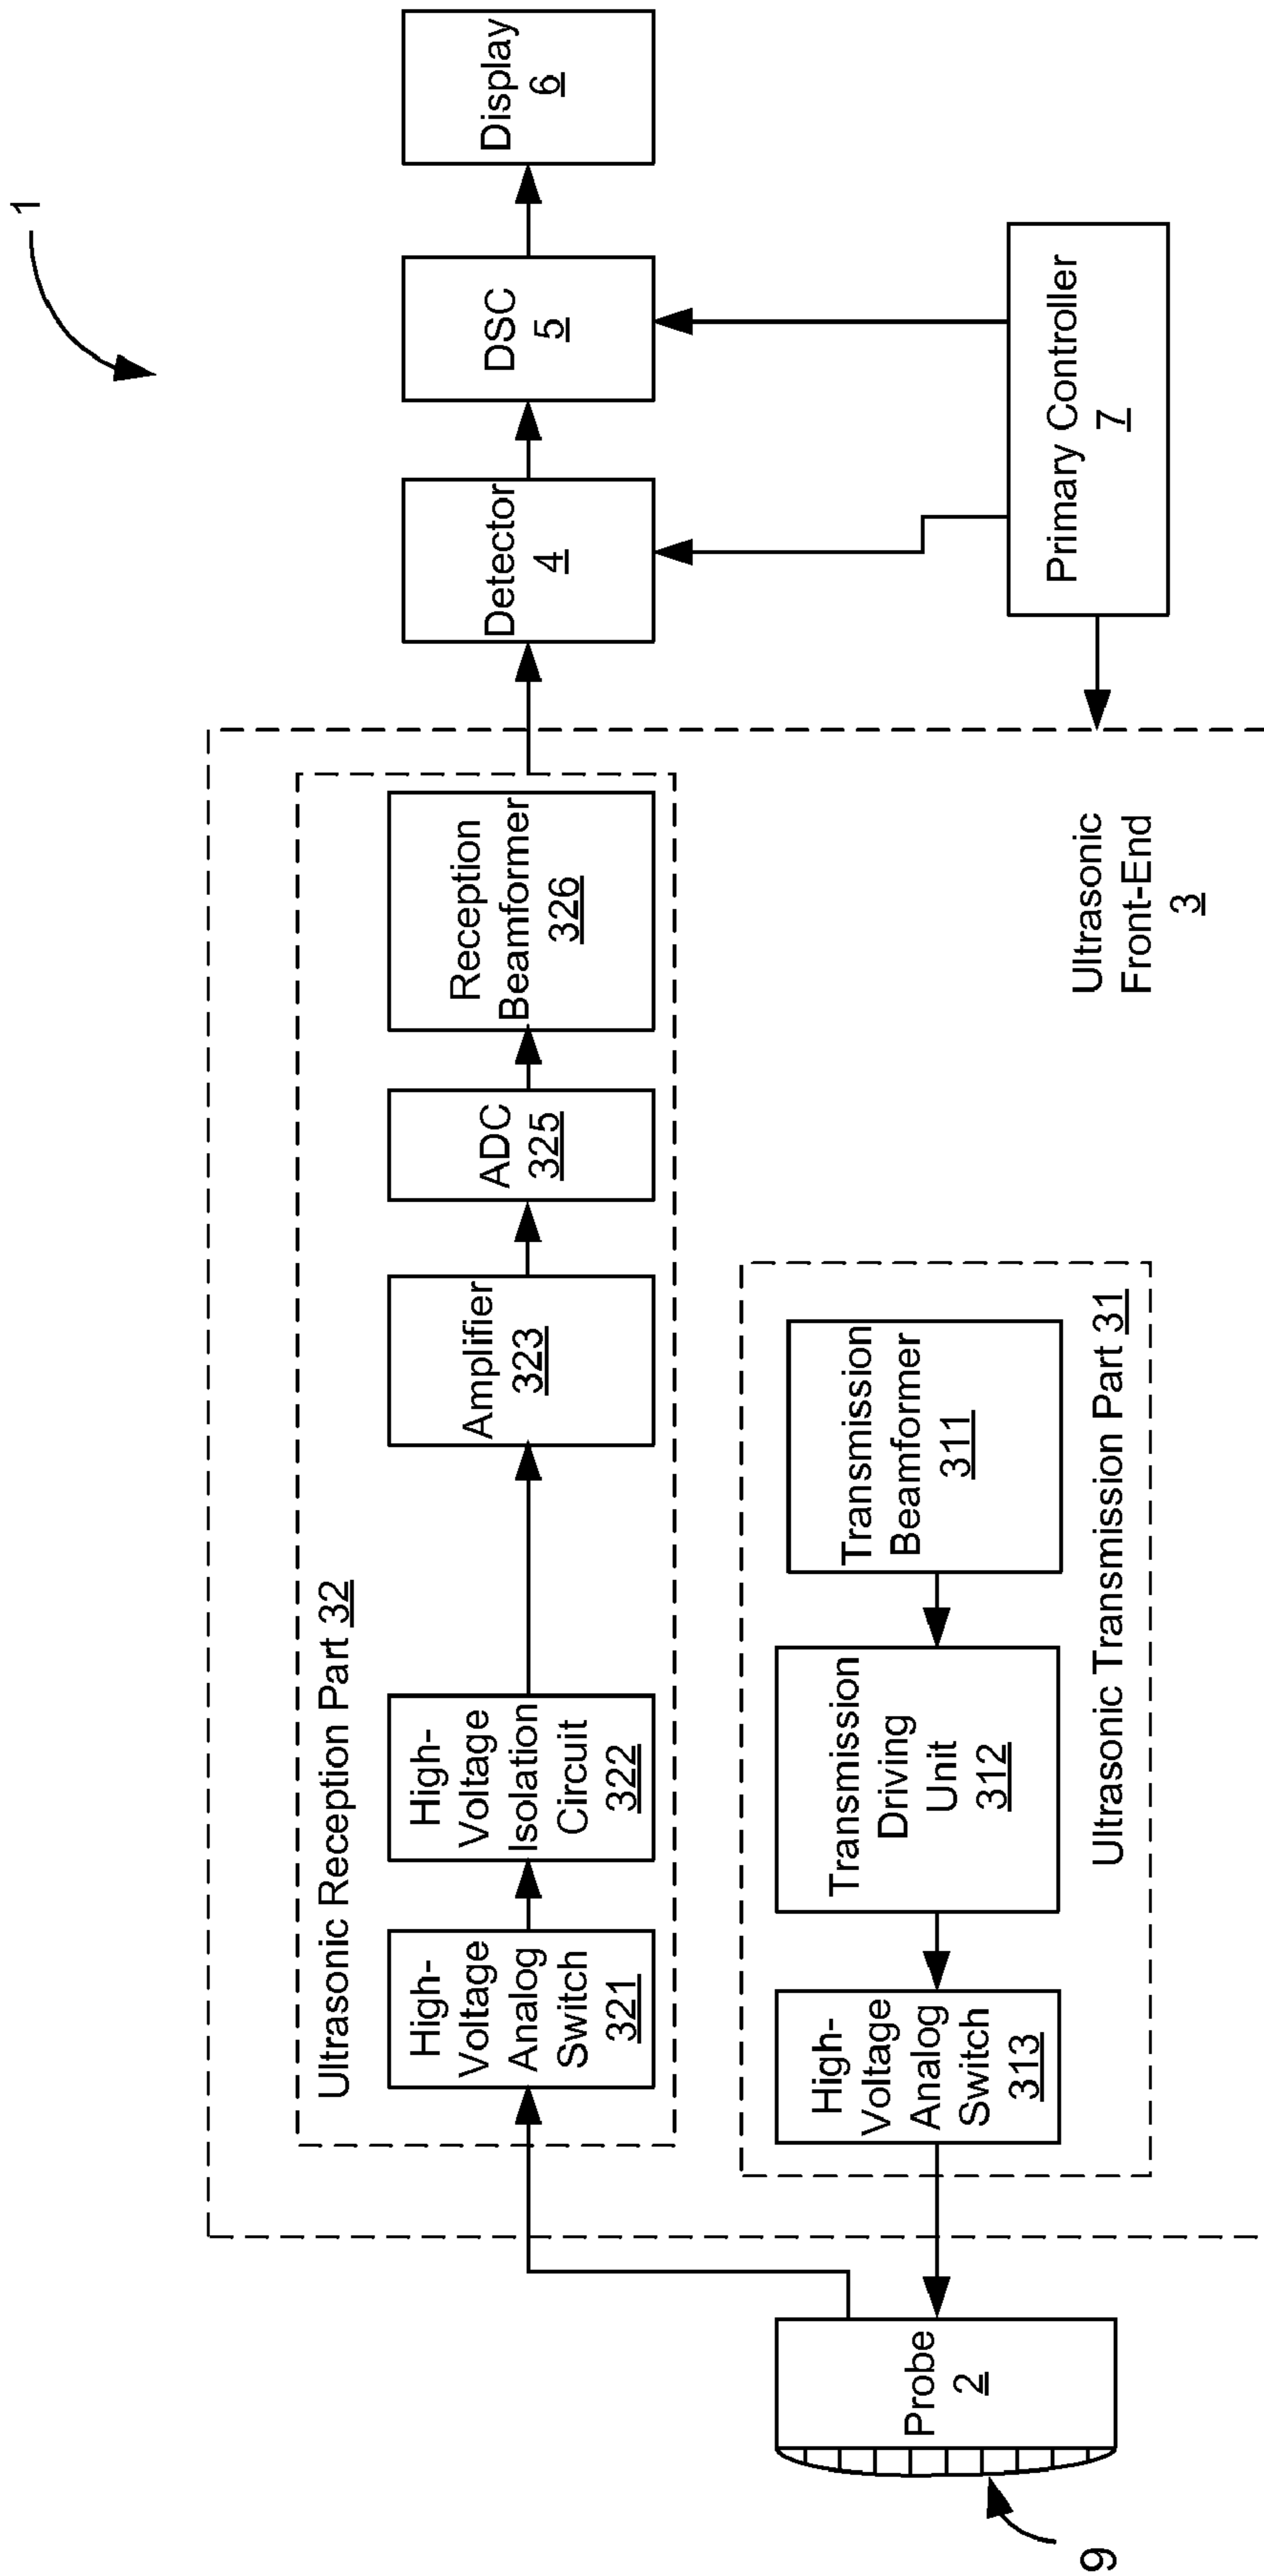 1
Ultrasonic Reception Part 32
High-
Voltage
Analog
Switch
321
High-
Voltage
Isolation
Circuit
322
Amplifier
323
ADC
325
Reception
Beamformer
326
Detector
4
DSC
5
Display
6
Probe
2
9
High-
Voltage
Analog
Switch
313
Transmission
Driving
Unit
312
Transmission
Beamformer
311
Ultrasonic Transmission Part 31
Ultrasonic
Front-End
3
Primary Controller
7